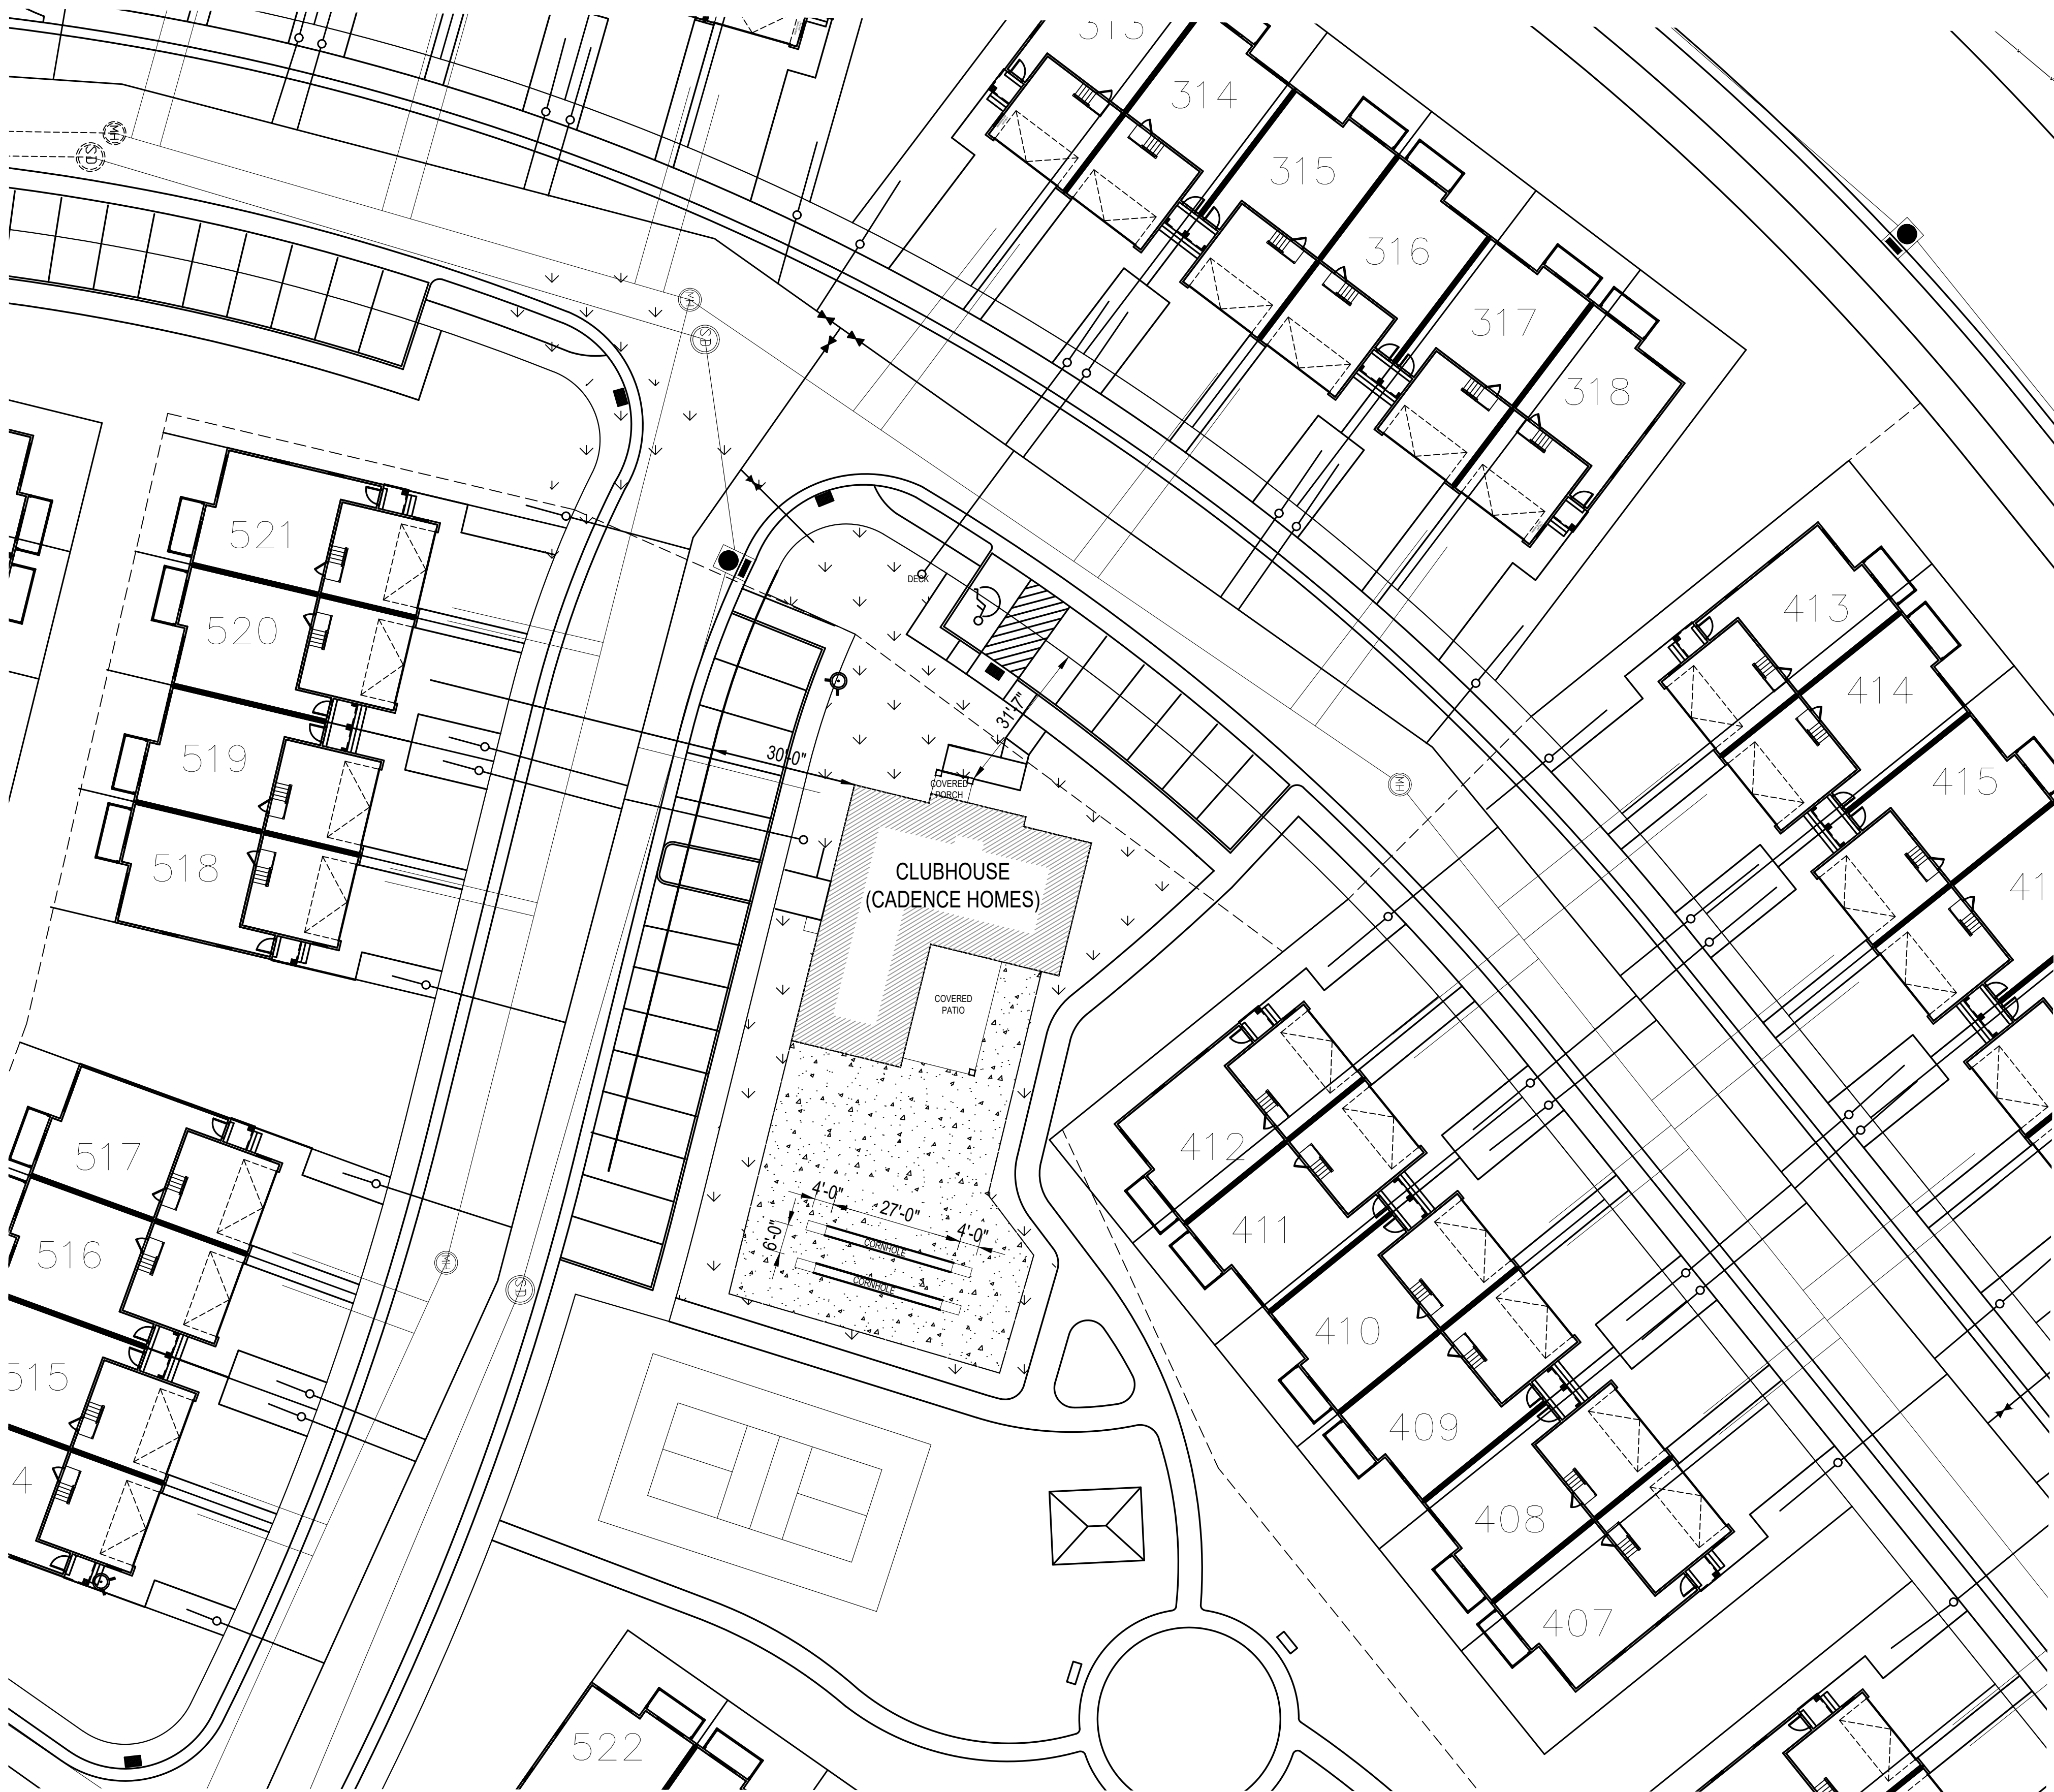 313
314
MH
SD
315
316
MH
317
SD
318
521
DECK
413
520
414
31'-7"
519
30'-0"
415
MH
COVERED
PORCH
518
CLUBHOUSE
(CADENCE HOMES)
41
COVERED
PATIO
412
517
4'-0"
27'-0"
4'-0"
6'-0"
411
516
CORNHOLE
MH
CORNHOLE
SD
410
515
409
4
408
407
522